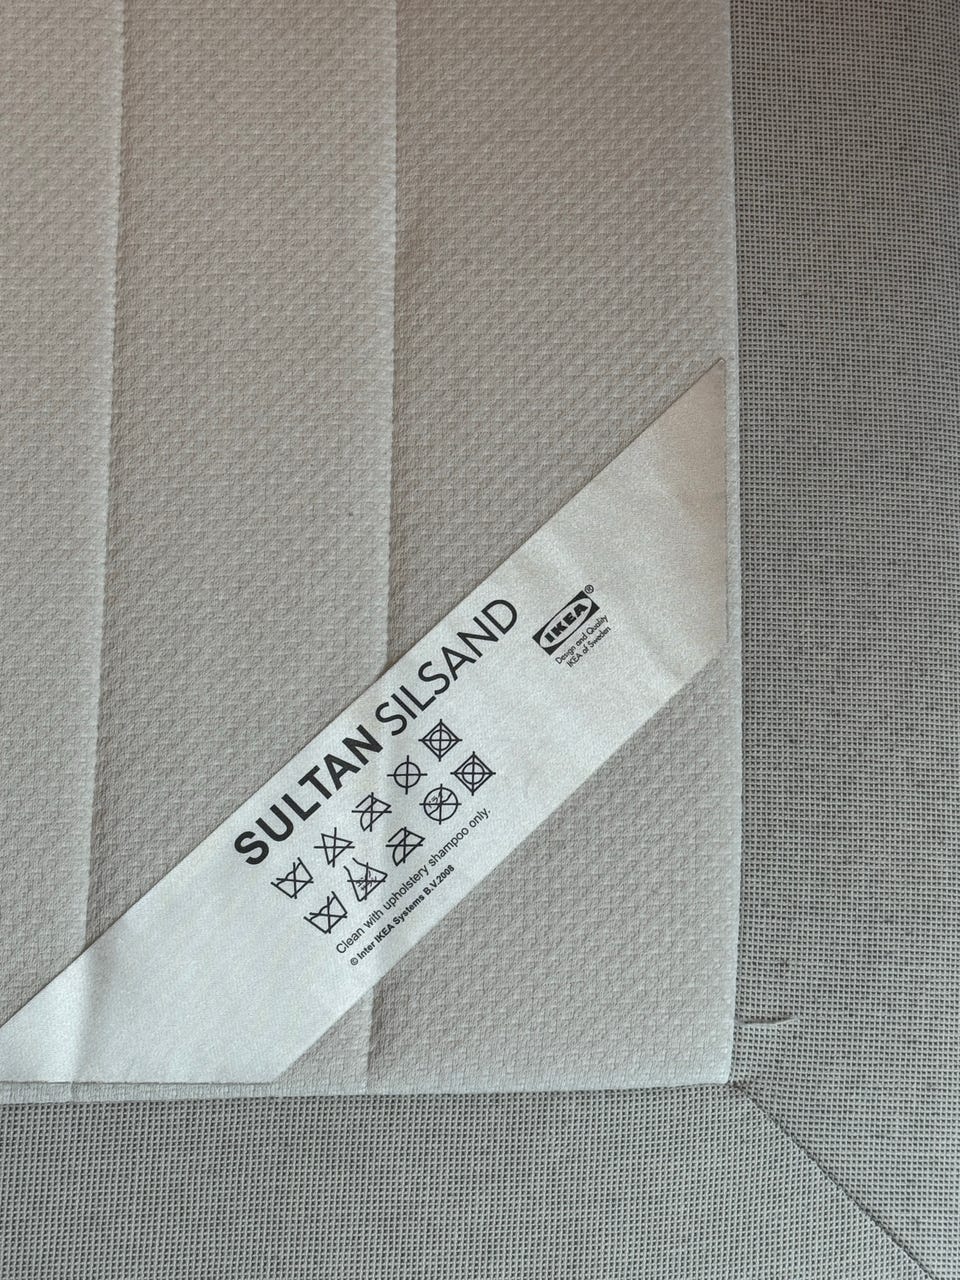 SULTAN SILSAND
IKEA®
Design and Quality
IKEA of Sweden
Clean with upholstery shampoo only.
© Inter IKEA Systems B.V.2008